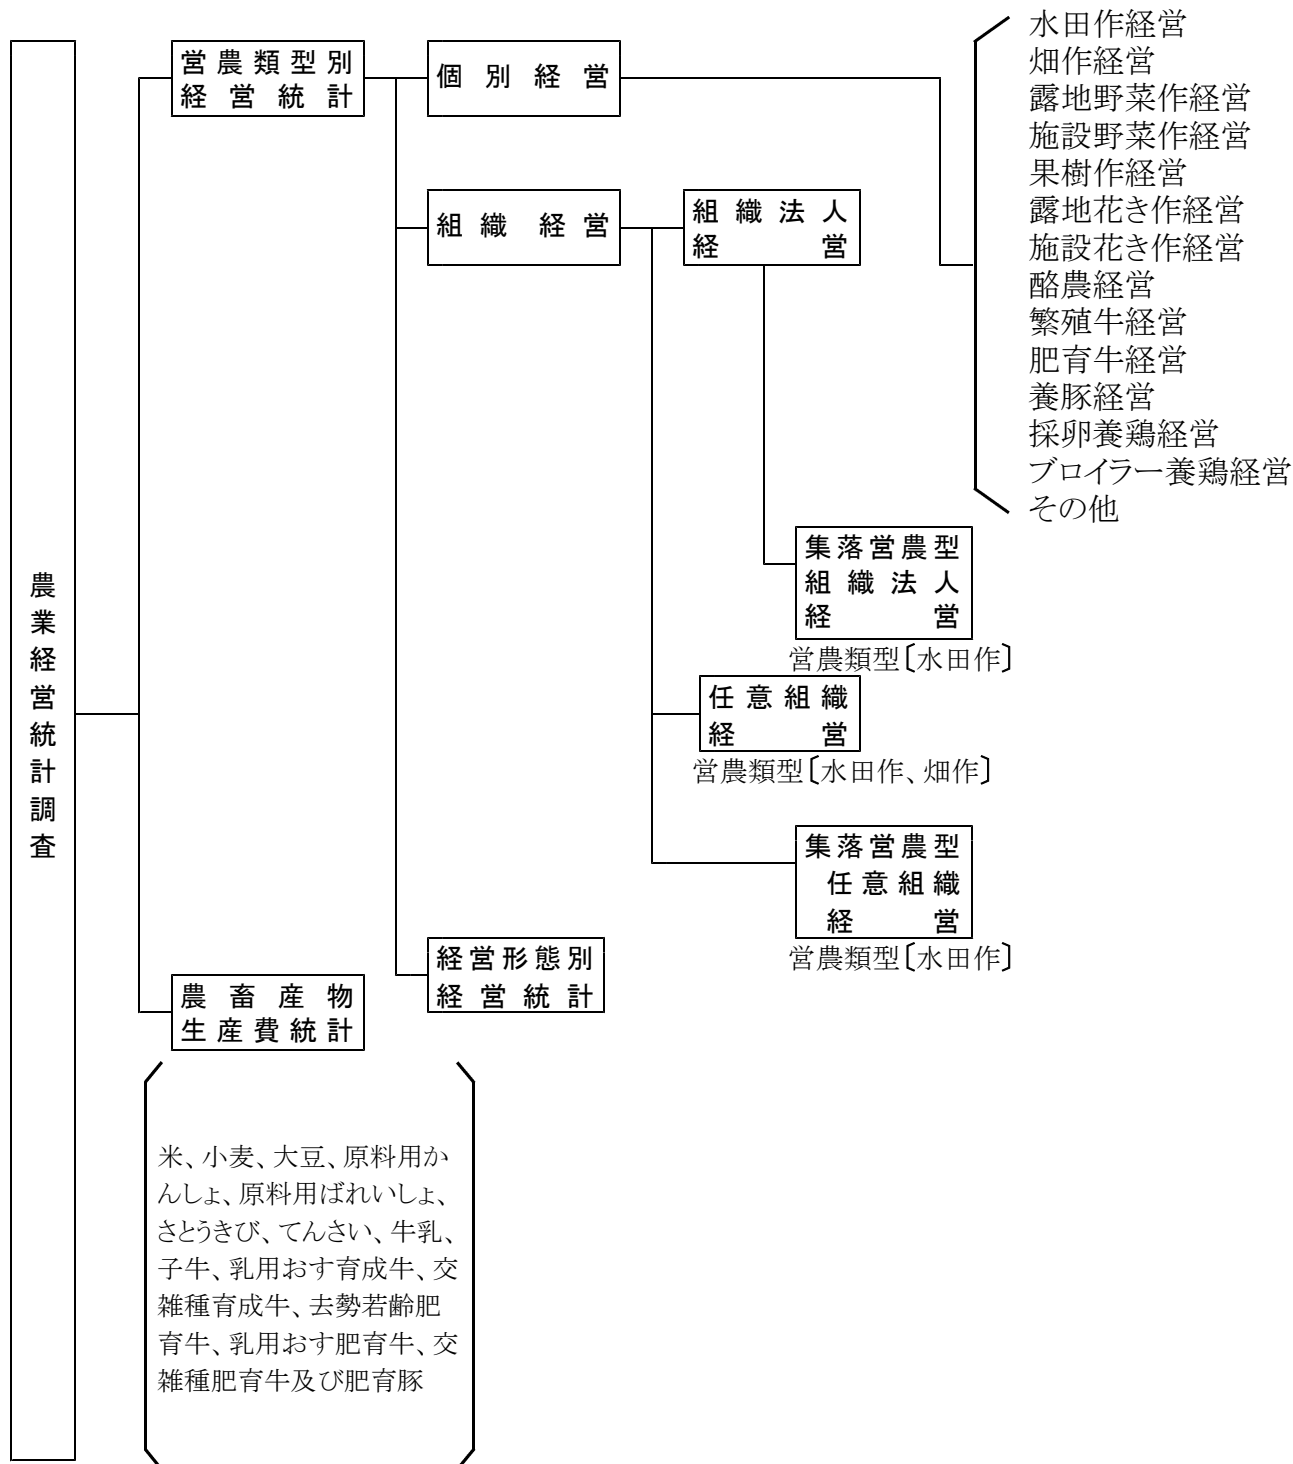 農業経営統計調査
営農類型別
経営統計
個別経営
水田作経営
畑作経営
露地野菜作経営
施設野菜作経営
果樹作経営
露地花き作経営
施設花き作経営
酪農経営
繁殖牛経営
肥育牛経営
養豚経営
採卵養鶏経営
ブロイラー養鶏経営
その他
組織経営
組織法人
経営
集落営農型
組織法人
経営
営農類型〔水田作〕
任意組織
経営
営農類型〔水田作、畑作〕
集落営農型
任意組織
経営
営農類型〔水田作〕
経営形態別
経営統計
農畜産物
生産費統計
米、小麦、大豆、原料用か
んしょ、原料用ばれいしょ、
さとうきび、てんさい、牛乳、
子牛、乳用おす育成牛、交
雑種育成牛、去勢若齢肥
育牛、乳用おす肥育牛、交
雑種肥育牛及び肥育豚